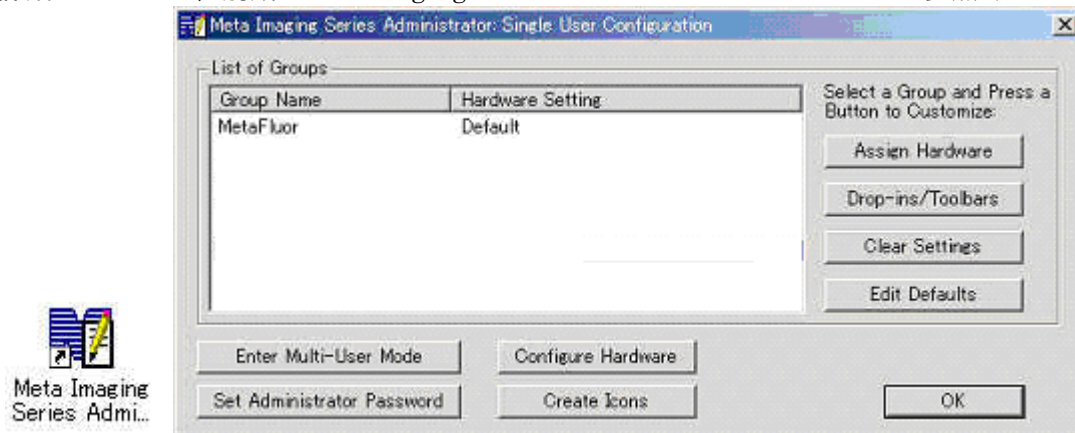 Meta Imaging Series Administrator: Single User Configuration
List of Groups
Group Name Hardware Setting
MetaFluor Default
Select a Group and Press a
Button to Customize:
Assign Hardware
Drop-ins/Toolbars
Clear Settings
Edit Defaults
Enter Multi-User Mode Configure Hardware
Set Administrator Password Create Icons OK
Meta Imaging
Series Admi...